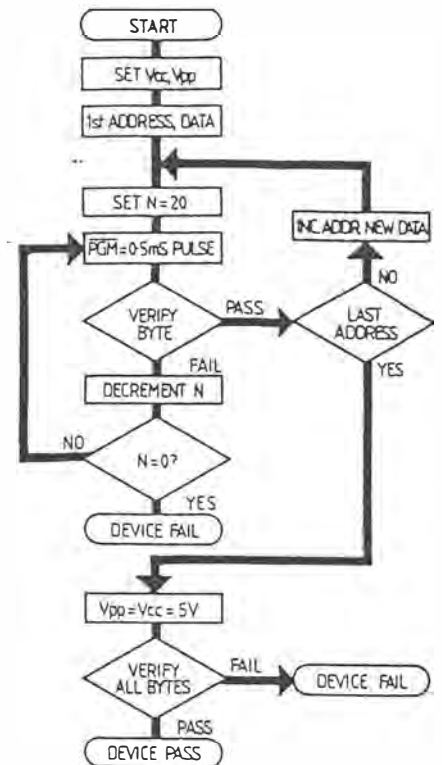 START
SET Vcc,Vpp
1st ADDRESS, DATA
SET N=20
INC. ADDR. NEW DATA
PGM=0·5mS PULSE
NO
VERIFY
BYTE
PASS
LAST
ADDRESS
FAIL
YES
DECREMENT N
NO
N=0?
YES
DEVICE FAIL
Vpp=Vcc=5V
VERIFY
ALL BYTES
FAIL
DEVICE FAIL
PASS
DEVICE PASS